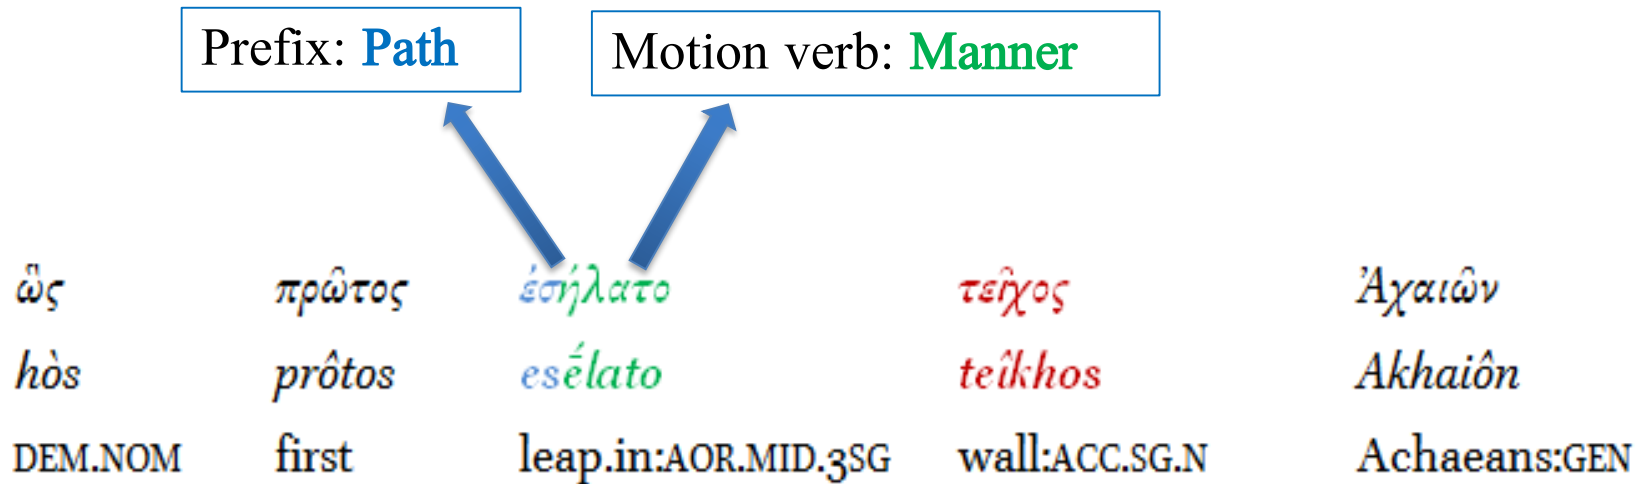 Prefix: Path
Motion verb: Manner
ὣς πρῶτος ἐσήλατο τεῖχος Ἀχαιῶν
hòs prôtos esḗlato teîkhos Akhaiôn
DEM.NOM first leap.in:AOR.MID.3SG wall:ACC.SG.N Achaeans:GEN